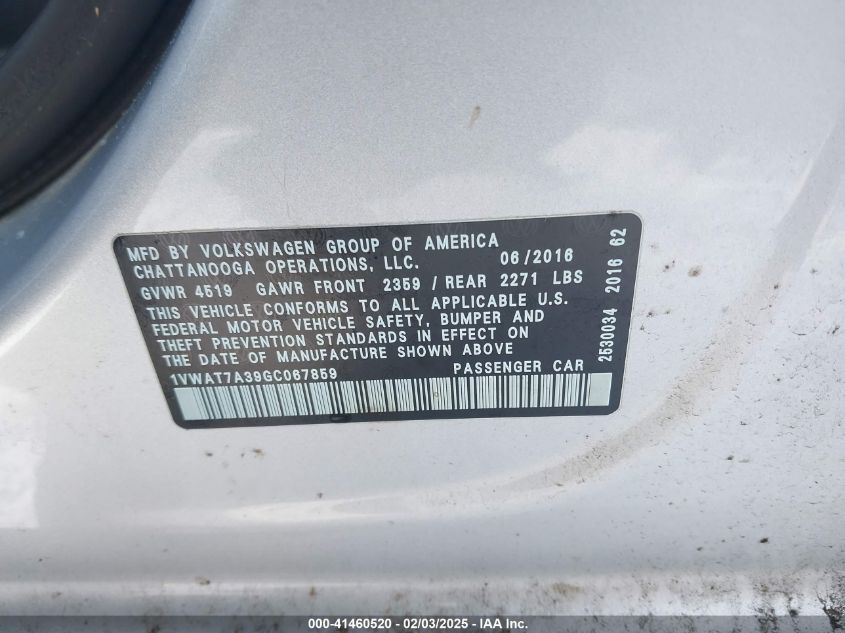 MFD BY VOLKSWAGEN GROUP OF AMERICA
CHATTANOOGA OPERATIONS, LLC. 06/2016
GVWR 4519 GAWR FRONT 2359 / REAR 2271 LBS
THIS VEHICLE CONFORMS TO ALL APPLICABLE U.S.
FEDERAL MOTOR VEHICLE SAFETY, BUMPER AND
THEFT PREVENTION STANDARDS IN EFFECT ON
THE DATE OF MANUFACTURE SHOWN ABOVE
1VWAT7A39GC067859 PASSENGER CAR
2530034 2016 62
000-41460520 - 02/03/2025 - IAAI Inc.